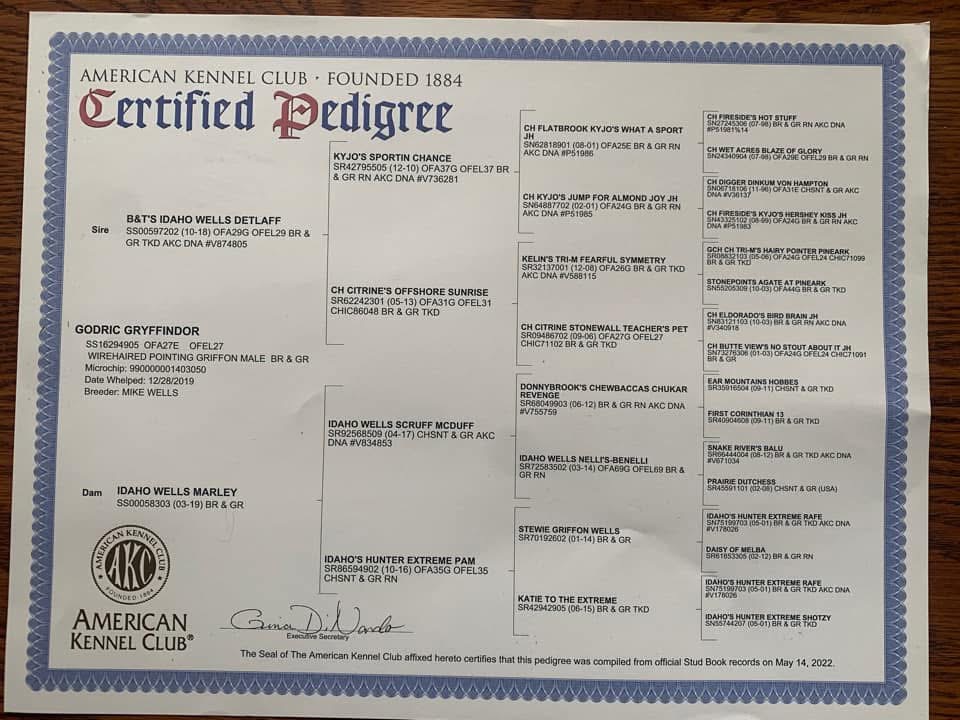 AMERICAN KENNEL CLUB · FOUNDED 1884
Certified Pedigree
Sire
B&T'S IDAHO WELLS DETLAFF
SS00597202 (10-18) OFA29G OFEL29 BR &
GR TKD AKC DNA #V874805
GODRIC GRYFFINDOR
SS16294905 OFA27E OFEL27
WIREHAIRED POINTING GRIFFON MALE BR & GR
Microchip: 990000001403050
Date Whelped: 12/28/2019
Breeder: MIKE WELLS
Dam
IDAHO WELLS MARLEY
SS00058303 (03-19) BR & GR
KYJO'S SPORTIN CHANCE
SR42795505 (12-10) OFA37G OFEL37 BR
& GR RN AKC DNA #V736281
CH CITRINE'S OFFSHORE SUNRISE
SR62242301 (05-13) OFA31G OFEL31
CHIC86048 BR & GR TKD
IDAHO WELLS SCRUFF MCDUFF
SR92568509 (04-17) CHSNT & GR AKC
DNA #V834853
IDAHO'S HUNTER EXTREME PAM
SR86594902 (10-16) OFA35G OFEL35
CHSNT & GR RN
CH FLATBROOK KYJO'S WHAT A SPORT
JH
SN62818901 (08-01) OFA25E BR & GR RN
AKC DNA #P51986
CH KYJO'S JUMP FOR ALMOND JOY JH
SN64887702 (02-01) OFA24G BR & GR RN
AKC DNA #P51985
KELIN'S TRI-M FEARFUL SYMMETRY
SR32137001 (12-08) OFA26G BR & GR TKD
AKC DNA #V588115
CH CITRINE STONEWALL TEACHER'S PET
SR09486702 (09-06) OFA27G OFEL27
CHIC71102 BR & GR TKD
DONNYBROOK'S CHEWBACCAS CHUKAR
REVENGE
SR68049903 (06-12) BR & GR RN AKC DNA
#V755759
IDAHO WELLS NELLI'S-BENELLI
SR72583502 (03-14) OFA69G OFEL69 BR &
GR RN
STEWIE GRIFFON WELLS
SR70192602 (01-14) BR & GR
KATIE TO THE EXTREME
SR42942905 (06-15) BR & GR TKD
CH FIRESIDE'S HOT STUFF
SN27245306 (07-98) BR & GR RN AKC DNA
#P51981%14
CH WET ACRES BLAZE OF GLORY
SN24340904 (07-98) OFA29E OFEL29 BR & GR RN
CH DIGGER DINKUM VON HAMPTON
SN06718106 (11-96) OFA31E CHSNT & GR AKC
DNA #V36137
CH FIRESIDE'S KYJO'S HERSHEY KISS JH
SN43325102 (08-99) OFA24G BR & GR RN AKC
DNA #P51983
GCH CH TRI-M'S HAIRY POINTER PINEARK
SR08832103 (05-06) OFA24G OFEL24 CHIC71099
BR & GR TKD
STONEPOINTS AGATE AT PINEARK
SN55205309 (10-03) OFA44G BR & GR TKD
CH ELDORADO'S BIRD BRAIN JH
SN83121103 (10-03) BR & GR RN AKC DNA
#V340918
CH BUTTE VIEW'S NO STOUT ABOUT IT JH
SN73276306 (01-03) OFA24G OFEL24 CHIC71091
BR & GR
EAR MOUNTAINS HOBBES
SR35916504 (09-11) CHSNT & GR TKD
FIRST CORINTHIAN 13
SR40904608 (09-11) BR & GR TKD
SNAKE RIVER'S BALU
SR66444004 (08-12) BR & GR TKD AKC DNA
#V671034
PRAIRIE DUTCHESS
SR45591101 (02-08) CHSNT & GR (USA)
IDAHO'S HUNTER EXTREME RAFE
SN75199703 (05-01) BR & GR TKD AKC DNA
#V178026
DAISY OF MELBA
SR61853305 (02-12) BR & GR RN
IDAHO'S HUNTER EXTREME RAFE
SN75199703 (05-01) BR & GR TKD AKC DNA
#V178026
IDAHO'S HUNTER EXTREME SHOTZY
SN55744207 (05-01) BR & GR TKD
AMERICAN KENNEL CLUB
AKC
FOUNDED 1884
AMERICAN
KENNEL CLUB®
Gina DiNardo
Executive Secretary
The Seal of The American Kennel Club affixed hereto certifies that this pedigree was compiled from official Stud Book records on May 14, 2022.